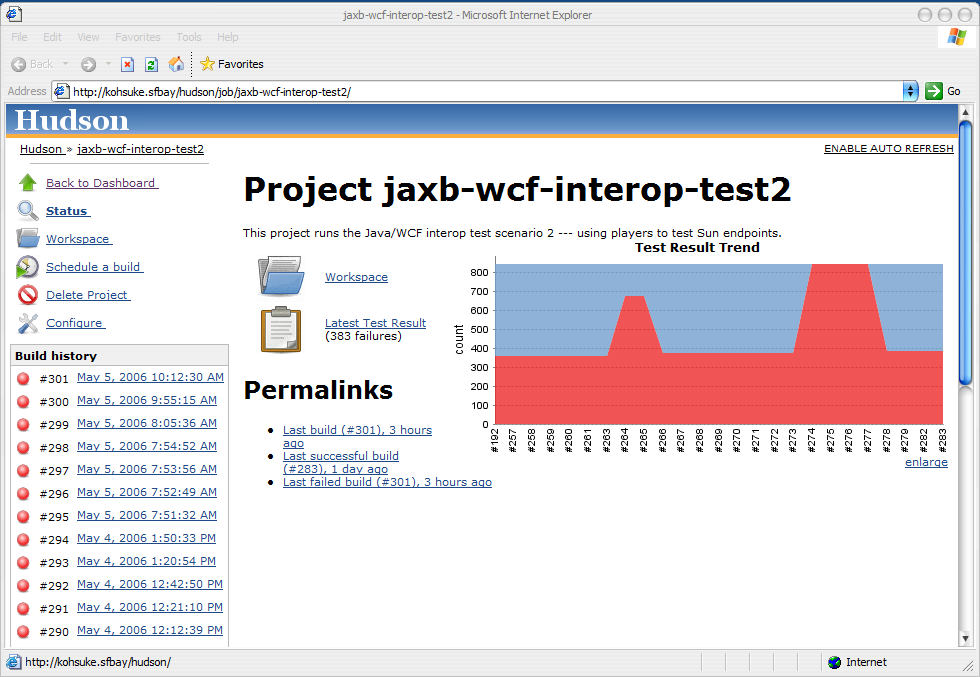 jaxb-wcf-interop-test2 - Microsoft Internet Explorer
File Edit View Favorites Tools Help
Back Favorites
Address http://kohsuke.sfbay/hudson/job/jaxb-wcf-interop-test2/ Go
Hudson
Hudson » jaxb-wcf-interop-test2 ENABLE AUTO REFRESH
Back to Dashboard
Status
Workspace
Schedule a build
Delete Project
Configure
Build history
#301 May 5, 2006 10:12:30 AM
#300 May 5, 2006 9:55:15 AM
#299 May 5, 2006 8:05:36 AM
#298 May 5, 2006 7:54:52 AM
#297 May 5, 2006 7:53:56 AM
#296 May 5, 2006 7:52:49 AM
#295 May 5, 2006 7:51:32 AM
#294 May 4, 2006 1:50:33 PM
#293 May 4, 2006 1:20:54 PM
#292 May 4, 2006 12:42:50 PM
#291 May 4, 2006 12:21:10 PM
#290 May 4, 2006 12:12:39 PM
Project jaxb-wcf-interop-test2
This project runs the Java/WCF interop test scenario 2 --- using players to test Sun endpoints.
Workspace
Latest Test Result
(383 failures)
Permalinks
• Last build (#301), 3 hours
ago
• Last successful build
(#283), 1 day ago
• Last failed build (#301), 3 hours ago
Test Result Trend
count
800
700
600
500
400
300
200
100
0
#192 #257 #258 #259 #260 #261 #263 #264 #265 #266 #267 #268 #269 #270 #271 #272 #273 #274 #275 #276 #277 #278 #279 #282 #283
enlarge
http://kohsuke.sfbay/hudson/ Internet